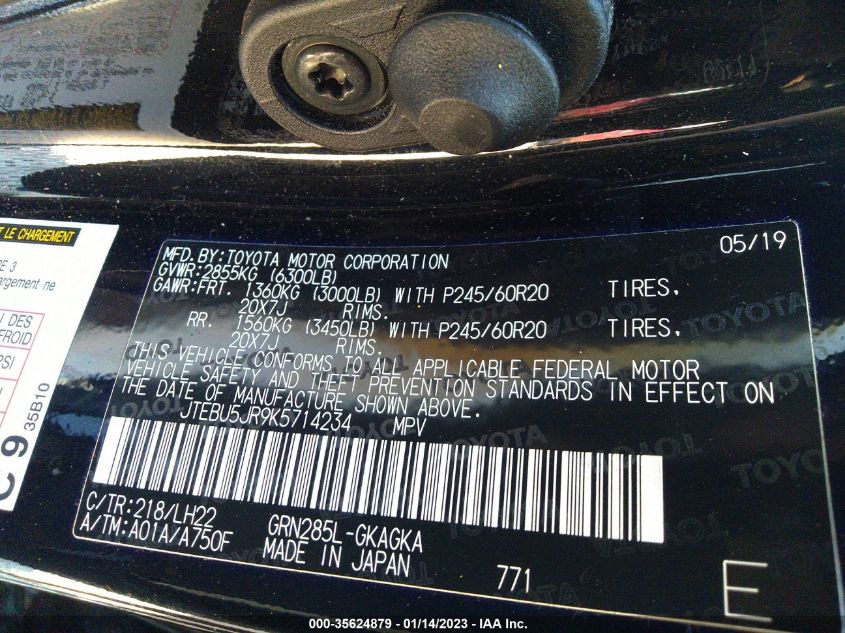 T LE CHARGEMENT
E 3
argement ne
N DES
FROID
PSI
C 9
35B10
MFD.BY:TOYOTA MOTOR CORPORATION 05/19
GVWR:2855KG (6300LB)
GAWR:FRT. 1360KG (3000LB) WITH P245/60R20 TIRES,
20X7J RIMS.
RR. 1560KG (3450LB) WITH P245/60R20 TIRES,
20X7J RIMS.
THIS VEHICLE CONFORMS TO ALL APPLICABLE FEDERAL MOTOR
VEHICLE SAFETY AND THEFT PREVENTION STANDARDS IN EFFECT ON
THE DATE OF MANUFACTURE SHOWN ABOVE.
JTEBU5JR9K5714234 MPV
C/TR:218/LH22
A/TM:A01A/A750F
GRN285L-GKAGKA
MADE IN JAPAN
771
E
TOYOTA
000-35624879 - 01/14/2023 - IAA Inc.